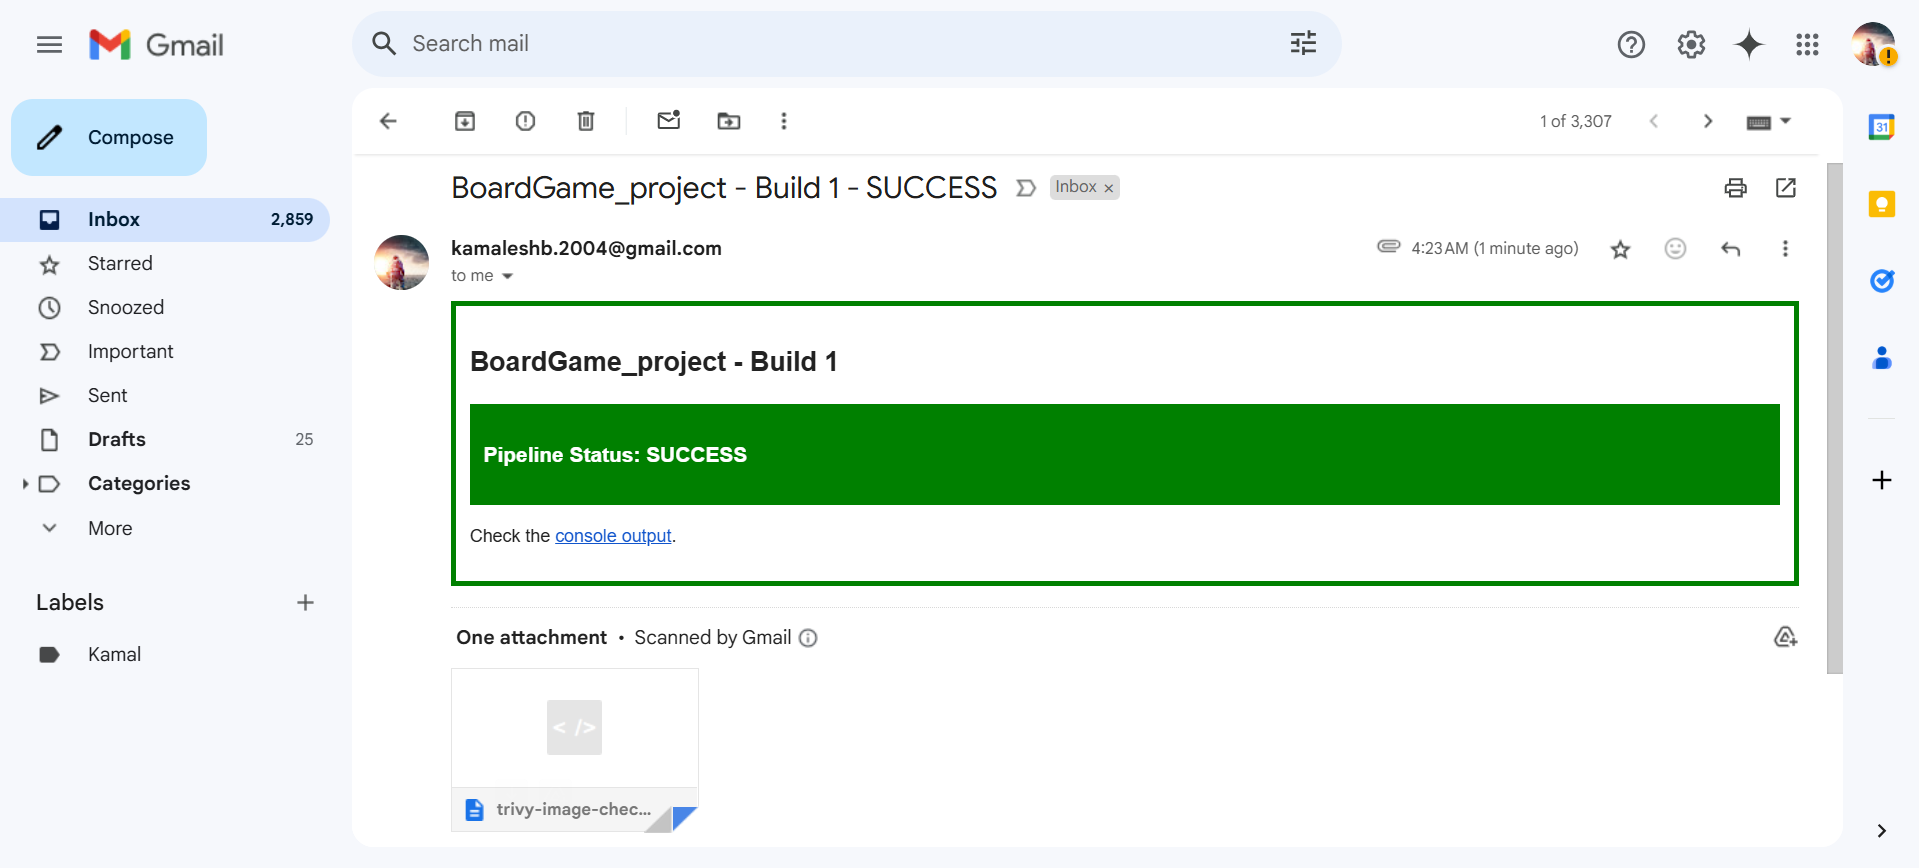 Gmail
Search mail
Compose
1 of 3,307
31
Inbox 2,859
Starred
Snoozed
Important
Sent
Drafts 25
Categories
More
Labels
Kamal
BoardGame_project - Build 1 - SUCCESS
Inbox ×
kamaleshb.2004@gmail.com
4:23 AM (1 minute ago)
to me
BoardGame_project - Build 1
Pipeline Status: SUCCESS
Check the console output.
One attachment • Scanned by Gmail
< />
trivy-image-chec...